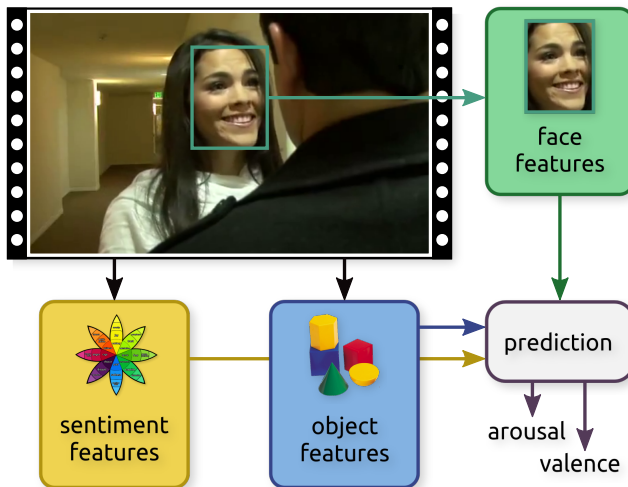 face
features
sentiment
features
object
features
prediction
arousal
valence